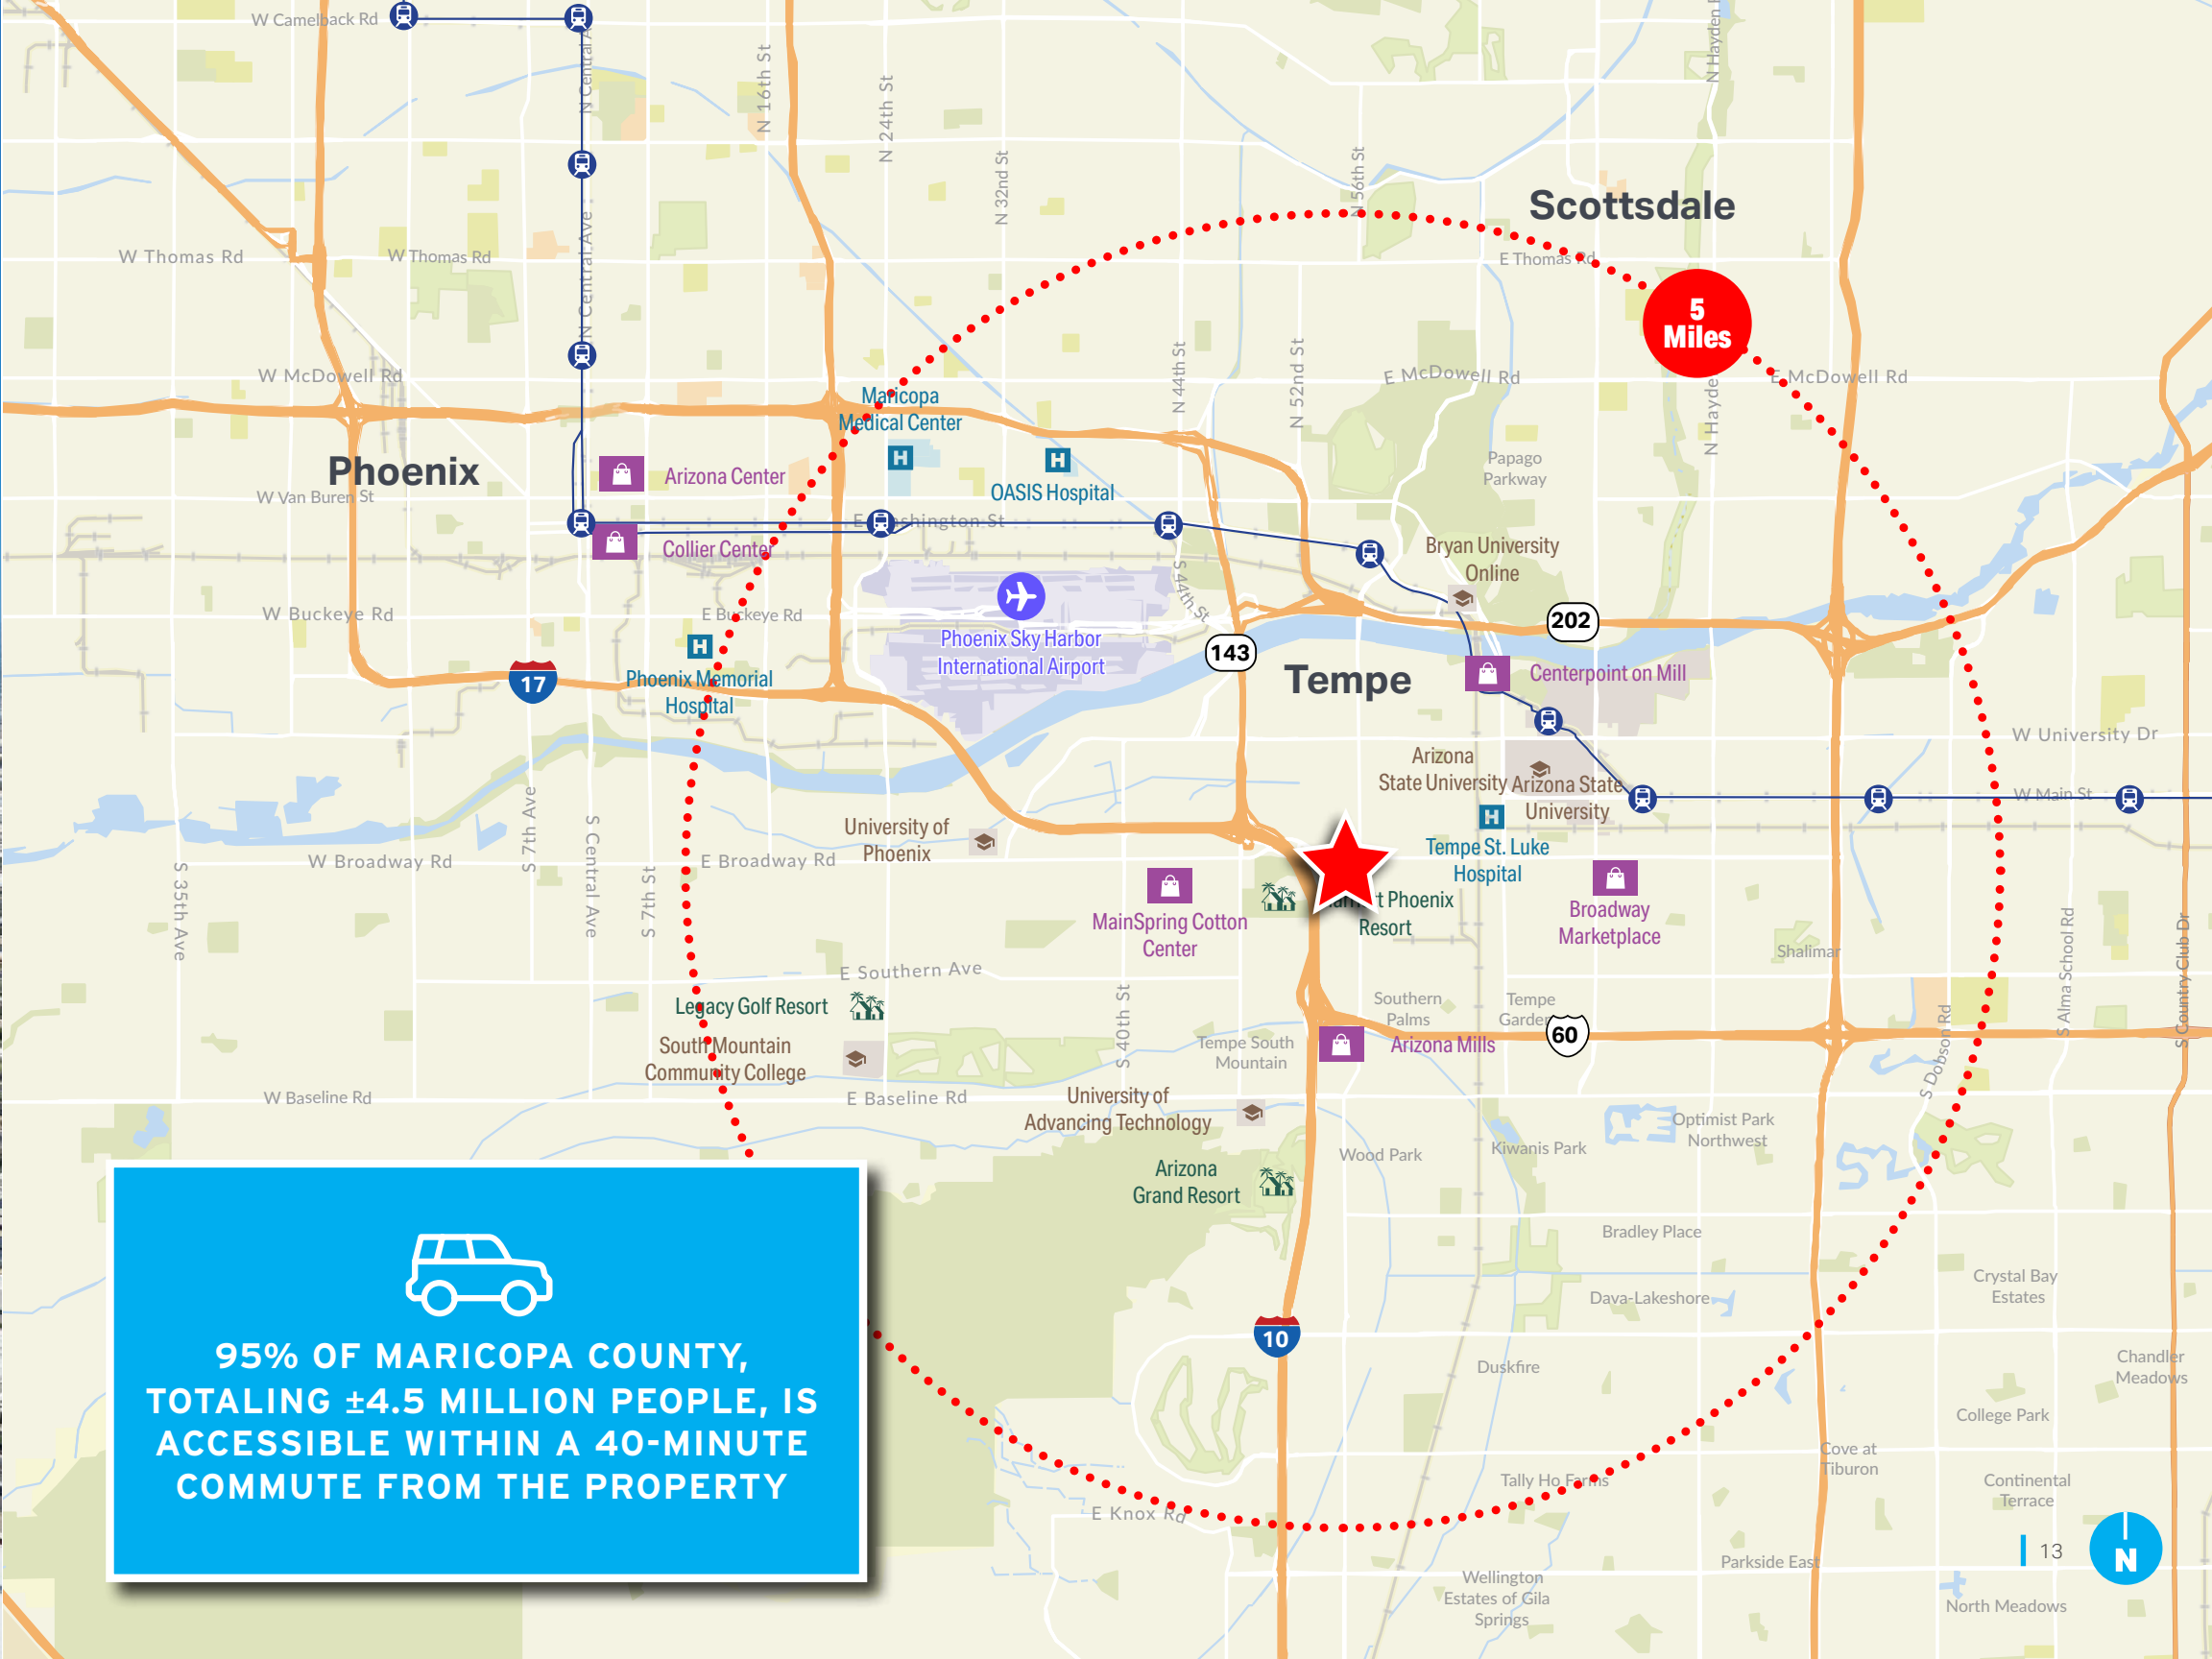 W Camelback Rd
N Central A
N 16th St
N 24th St
N 32nd St
N 56th St
N Hayden
Scottsdale
W Thomas Rd
W Thomas Rd
N Central Ave
E Thomas Rd
5
Miles
W McDowell Rd
E McDowell Rd
E McDowell Rd
N 44th St
N 52nd St
N Hayde
Maricopa
Medical Center
H
H
OASIS Hospital
Phoenix
Arizona Center
W Van Buren St
Papago
Parkway
E Washington St
Collier Center
Bryan University
Online
S 44th St
W Buckeye Rd
E Buckeye Rd
H
Phoenix Sky Harbor
International Airport
202
143
Phoenix Memorial
Hospital
17
Tempe
Centerpoint on Mill
W University Dr
Arizona
State University
Arizona State
University
W Main St
S 7th Ave
S Central Ave
S 7th St
S 35th Ave
University of
Phoenix
W Broadway Rd
E Broadway Rd
H
Tempe St. Luke
Hospital
MainSpring Cotton
Center
Phoenix
Resort
Broadway
Marketplace
Shalimar
S Alma School Rd
S Country Club Dr
E Southern Ave
Legacy Golf Resort
S 40th St
Southern
Palms
Tempe
Garden
60
S Dobson Rd
South Mountain
Community College
Tempe South
Mountain
Arizona Mills
W Baseline Rd
E Baseline Rd
University of
Advancing Technology
Optimist Park
Northwest
Wood Park
Kiwanis Park
Arizona
Grand Resort
Bradley Place
Crystal Bay
Estates
Dava-Lakeshore
10
Duskfire
Chandler
Meadows
College Park
Cove at
Tiburon
Tally Ho Farms
Continental
Terrace
E Knox Rd
Parkside East
Wellington
Estates of Gila
Springs
North Meadows
95% OF MARICOPA COUNTY,
TOTALING ±4.5 MILLION PEOPLE, IS
ACCESSIBLE WITHIN A 40-MINUTE
COMMUTE FROM THE PROPERTY
13
N